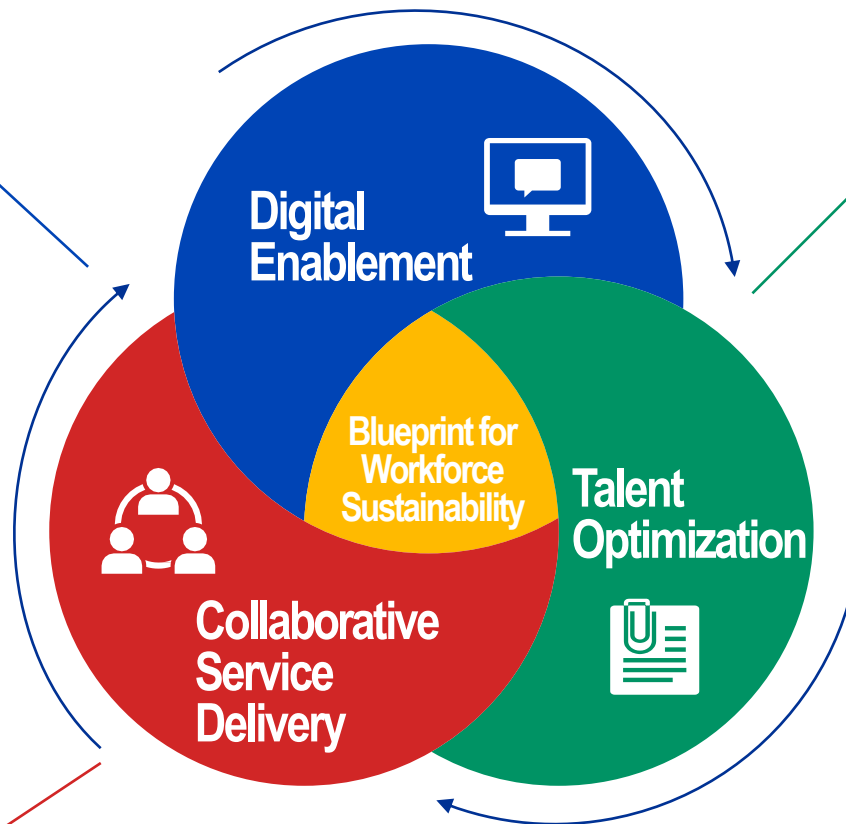 Digital
Enablement
Blueprint for
Workforce
Sustainability
Talent
Optimization
Collaborative
Service
Delivery